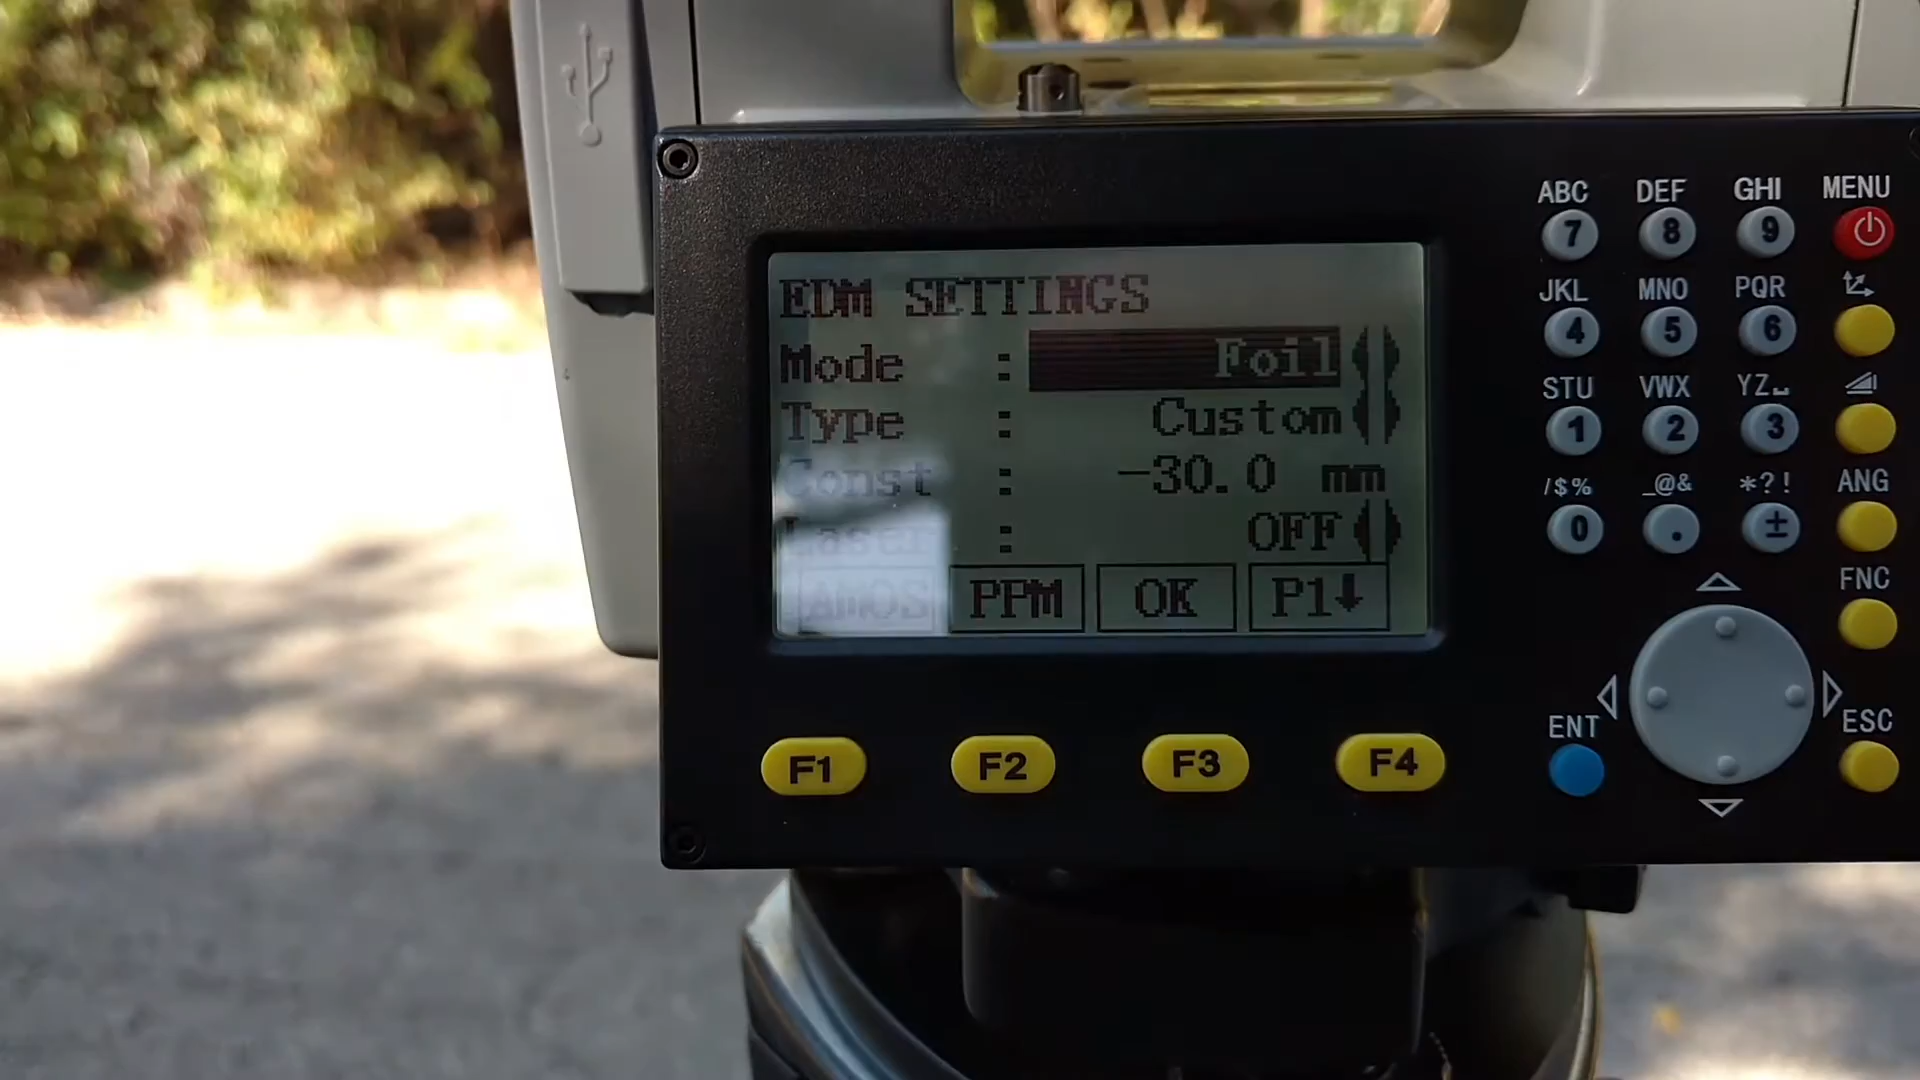 EDM SETTINGS
Mode : Foil
Type : Custom
Const : -30.0 mm
Laser : OFF
ATMOS PPM OK P1↓
F1 F2 F3 F4
ABC DEF GHI MENU
7 8 9
JKL MNO PQR
4 5 6
STU VWX YZ␣
1 2 3
/$% _@& *?! ANG
0 . ±
FNC
ENT ESC